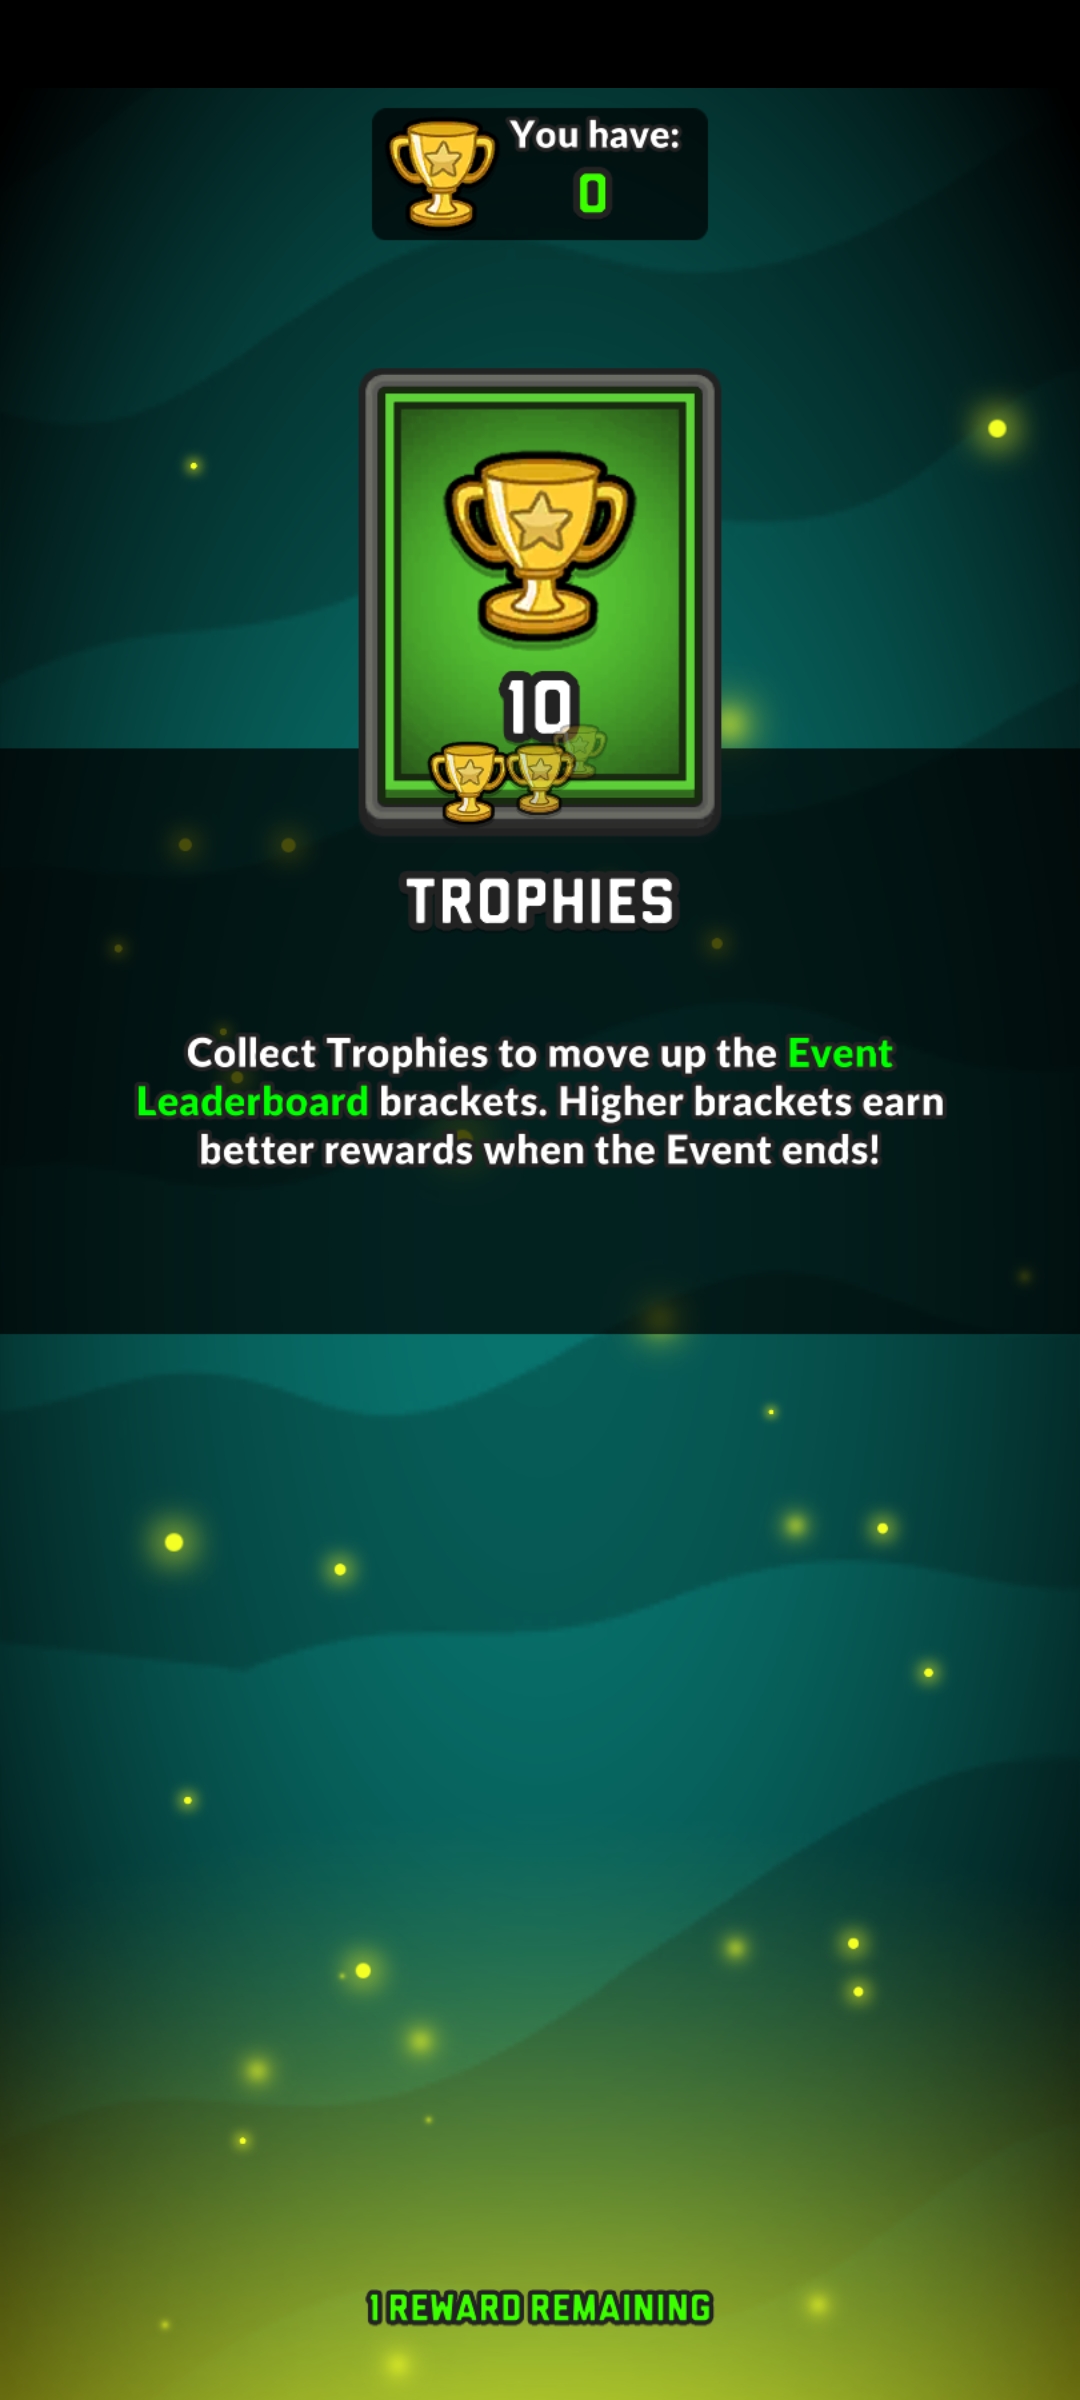 You have:
0
10
TROPHIES
Collect Trophies to move up the Event
Leaderboard brackets. Higher brackets earn
better rewards when the Event ends!
1 REWARD REMAINING